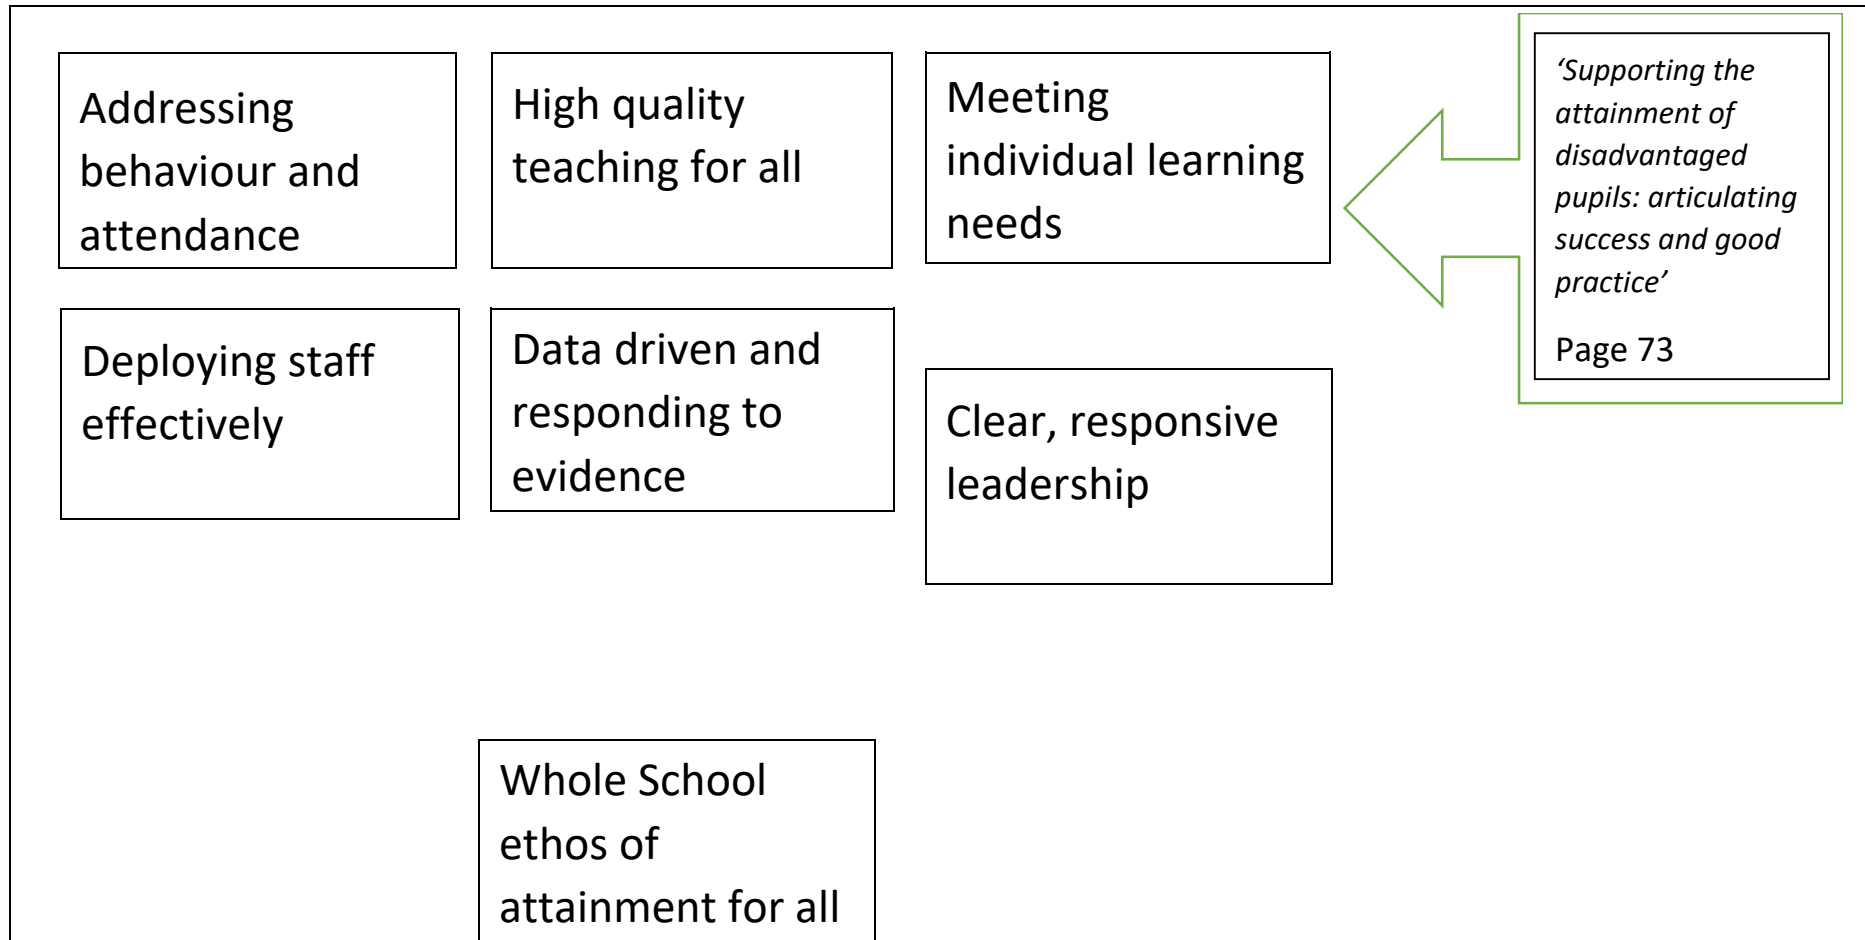 Addressing
behaviour and
attendance
High quality
teaching for all
Meeting
individual learning
needs
‘Supporting the
attainment of
disadvantaged
pupils: articulating
success and good
practice’
Page 73
Deploying staff
effectively
Data driven and
responding to
evidence
Clear, responsive
leadership
Whole School
ethos of
attainment for all